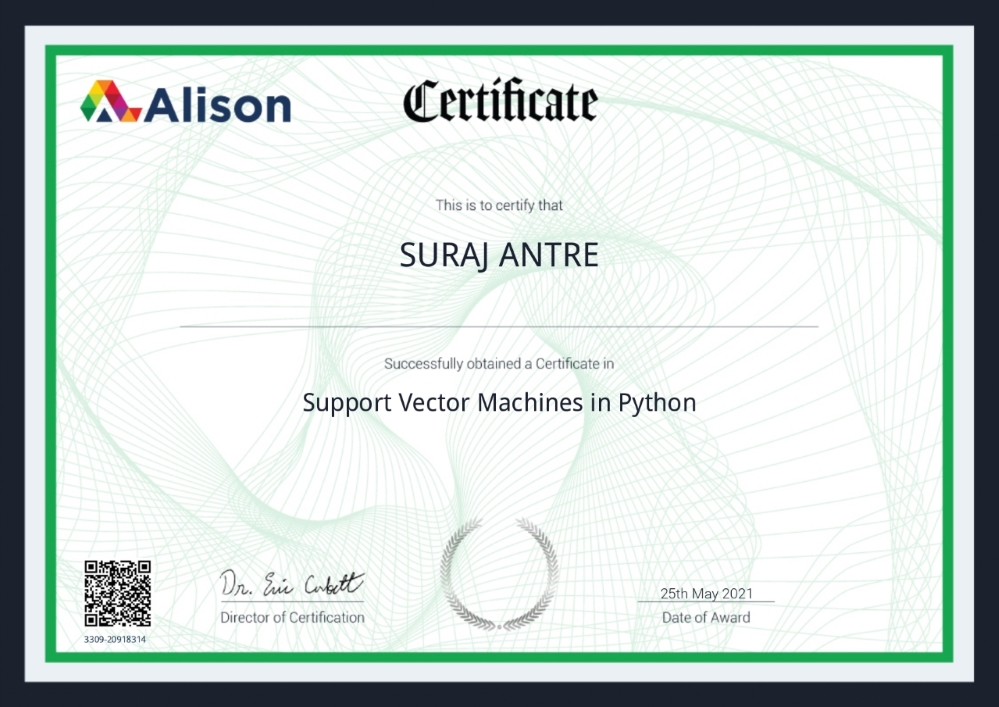 Alison
Certificate
This is to certify that
SURAJ ANTRE
Successfully obtained a Certificate in
Support Vector Machines in Python
Dr. Eric Corbett
Director of Certification
25th May 2021
Date of Award
3309-20918314